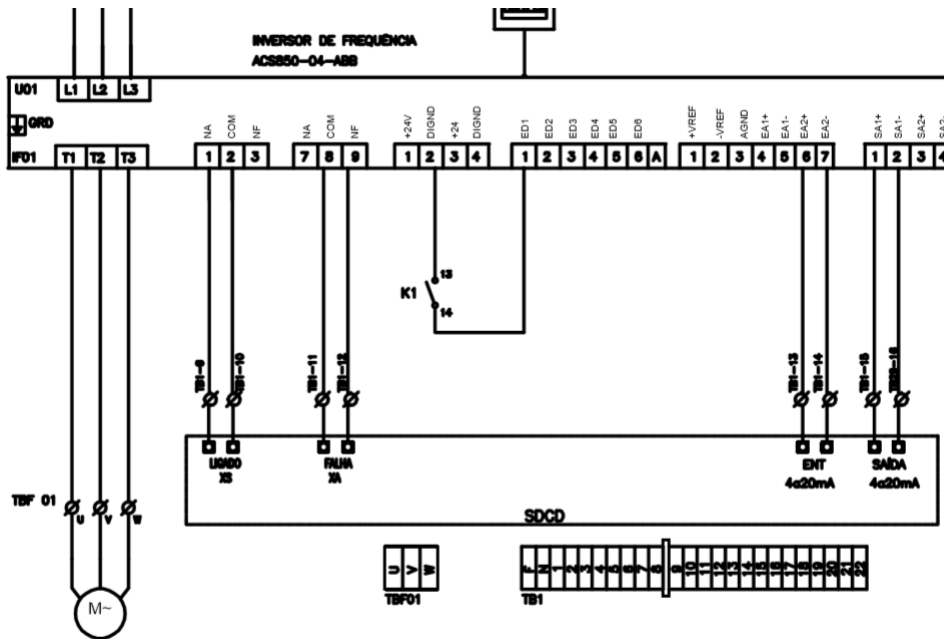 INVERSOR DE FREQUÊNCIA
ACS850-04-ABB
U01 L1 L2 L3
GRD
IF01 T1 T2 T3
NA COM NF
1 2 3
NA COM NF
7 8 9
+24V DIGND +24 DIGND
1 2 3 4
ED1 ED2 ED3 ED4 ED5 ED6
1 2 3 4 5 6 A
+VREF -VREF AGND EA1+ EA1- EA2+ EA2-
1 2 3 4 5 6 7
SA1+ SA1- SA2+ SA2-
1 2 3 4
K1 13
14
TB1-9 TB1-10 TB1-11 TB1-12 TB1-13 TB1-14 TB1-15
LIGADO
XS
FALHA
XA
ENT
4a20mA
SAÍDA
4a20mA
SDCD
TBF 01
U V W
M~
U V W
TBF01
F N 1 2 3 4 5 6 7 8 9 10 11 12 13 14 15 16 17 18 19 20 21 22
TB1